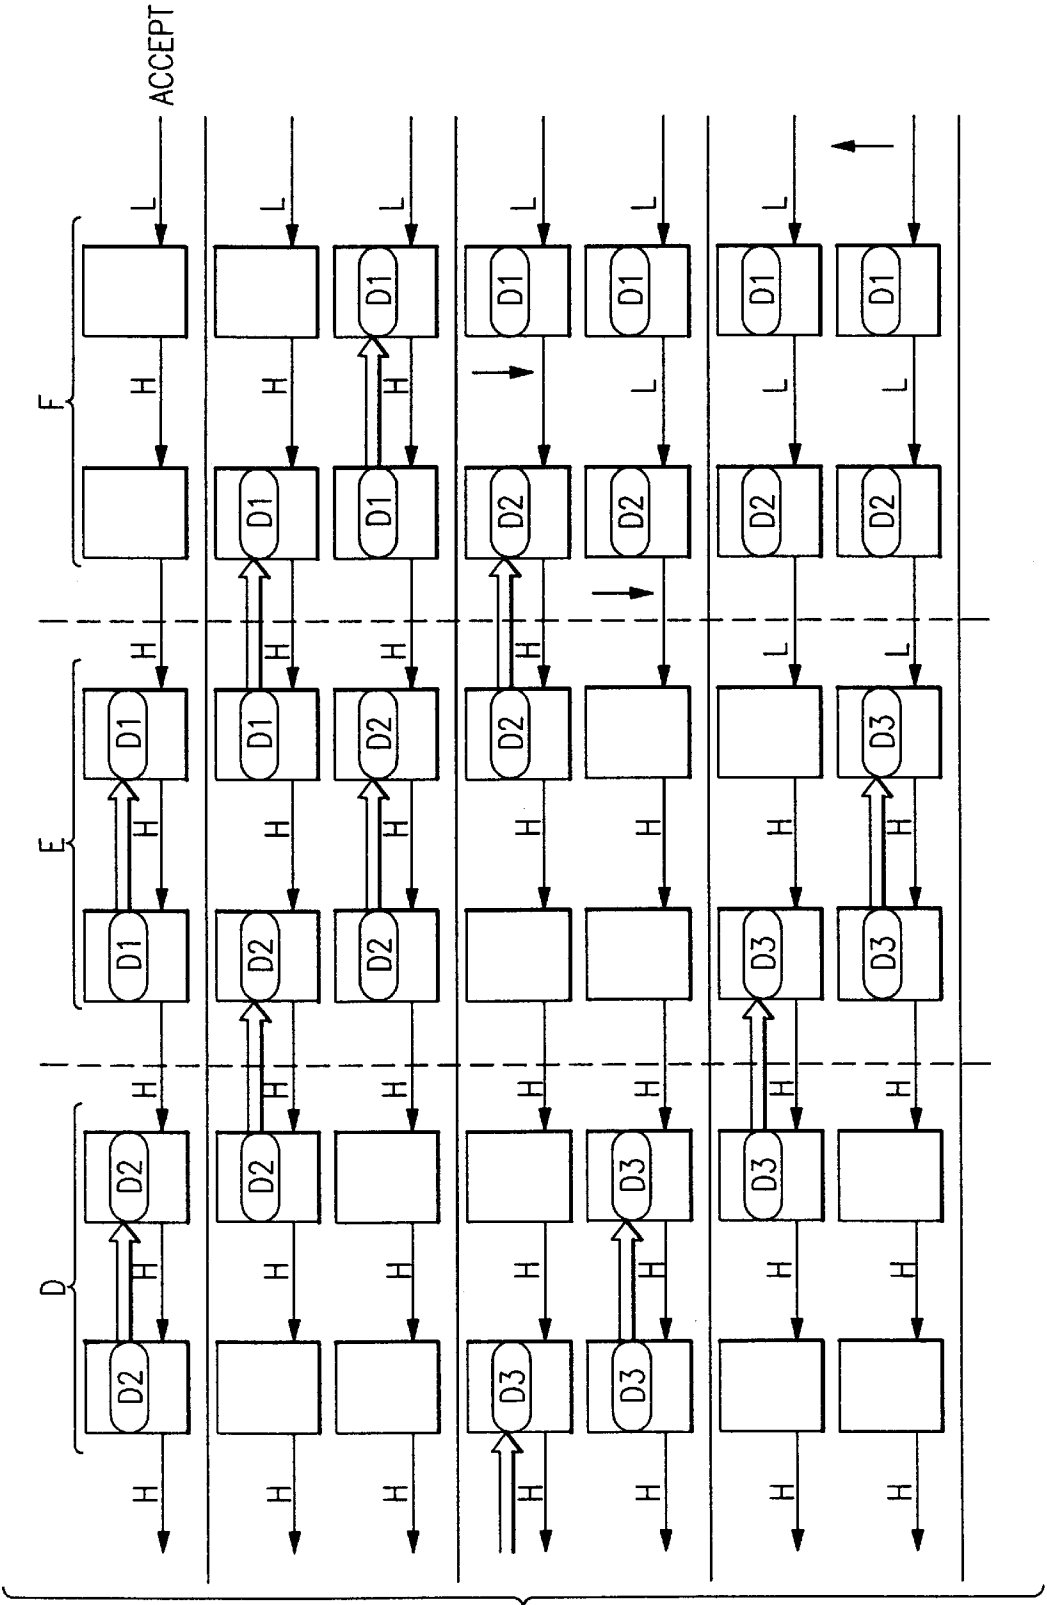 D E F
D2 D2 D1 D1
H H H H H H L ACCEPT
D2 D2 D1 D1
H H H H H H L
D2 D2 D1 D1
H H H H H H L
D3 D2 D2 D1
H H H H H L
D3 D3 D2 D1
H H H H L L
D3 D3 D2 D1
H H H H L L L
D3 D3 D2 D1
H H H H L L